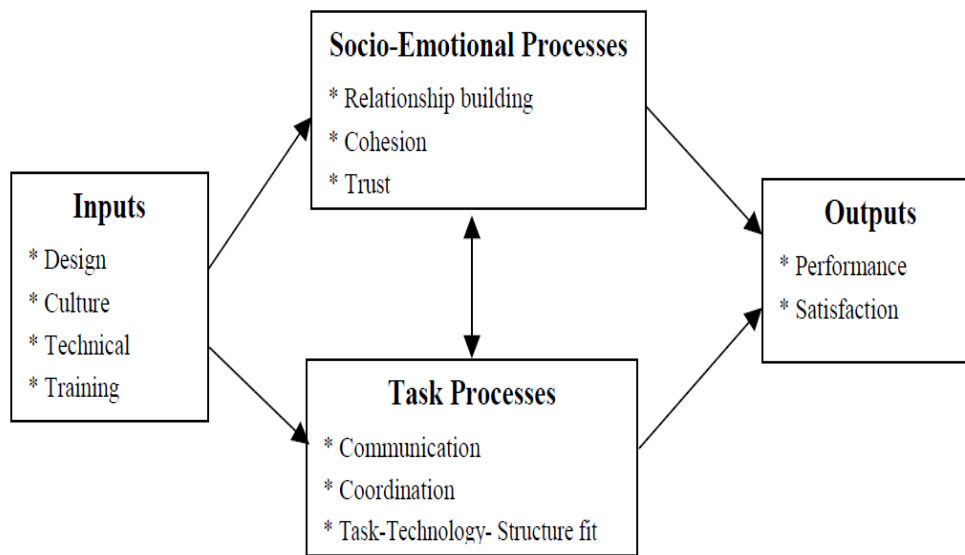 Socio-Emotional Processes
* Relationship building
* Cohesion
* Trust
Inputs
* Design
* Culture
* Technical
* Training
Outputs
* Performance
* Satisfaction
Task Processes
* Communication
* Coordination
* Task-Technology- Structure fit